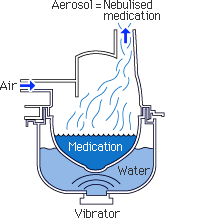 Aerosol = Nebulised
medication
Air
Medication
Water
Vibrator